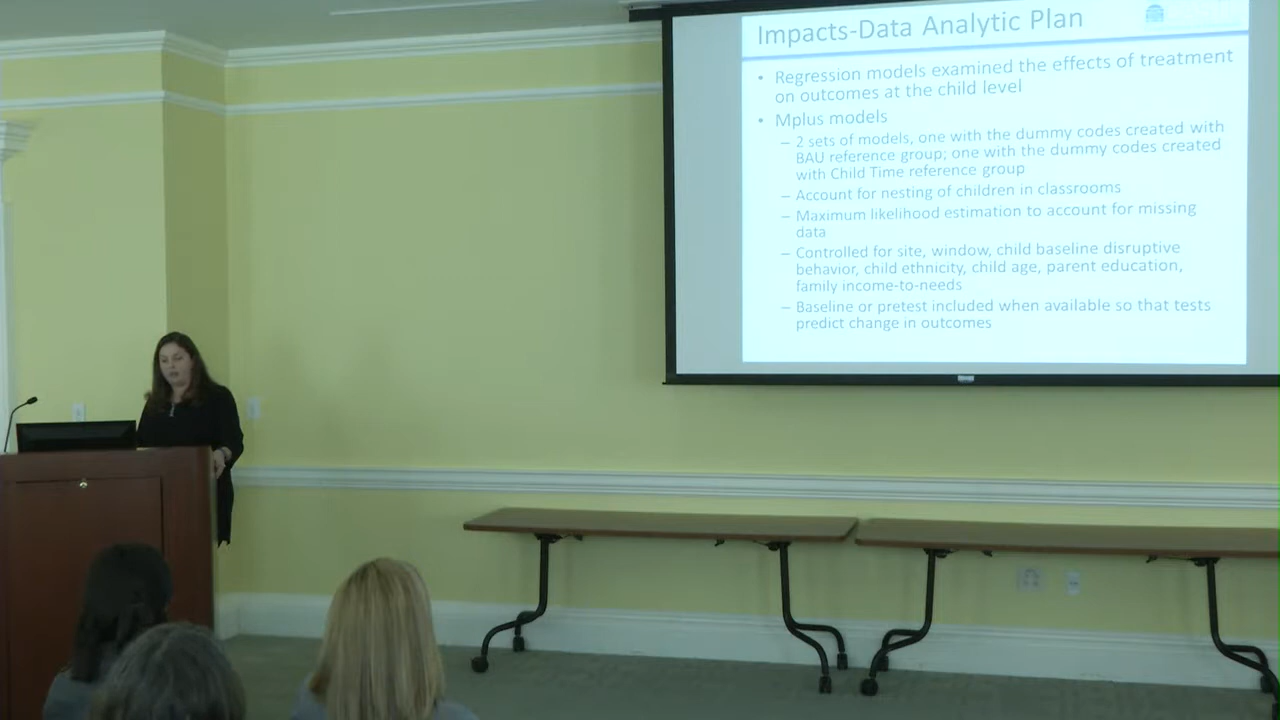 Impacts-Data Analytic Plan
• Regression models examined the effects of treatment
on outcomes at the child level
• Mplus models
– 2 sets of models, one with the dummy codes created with
BAU reference group; one with the dummy codes created
with Child Time reference group
– Account for nesting of children in classrooms
– Maximum likelihood estimation to account for missing
data
– Controlled for site, window, child baseline disruptive
behavior, child ethnicity, child age, parent education,
family income-to-needs
– Baseline or pretest included when available so that tests
predict change in outcomes